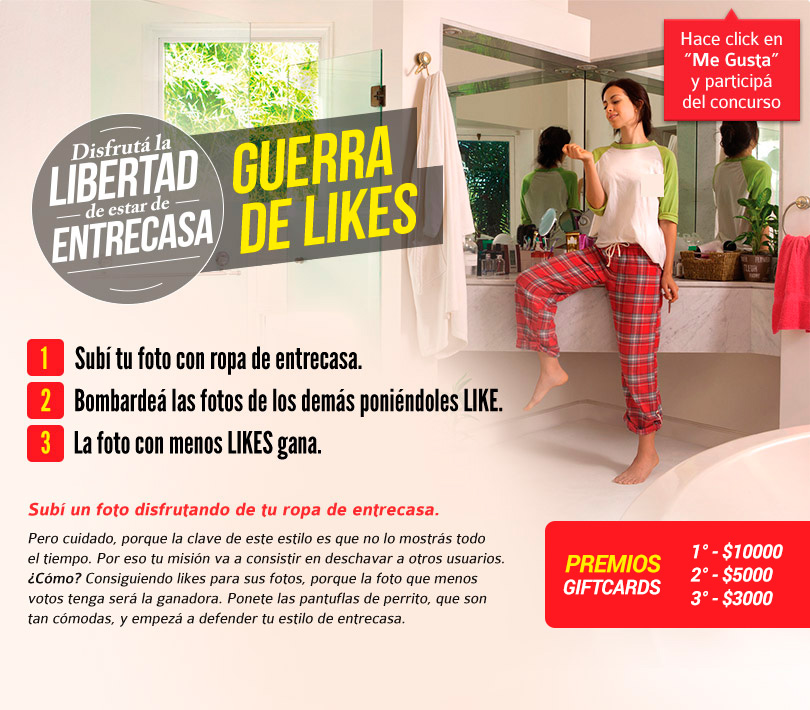 Hace click en
"Me Gusta"
y participá
del concurso
Disfrutá la
LIBERTAD
de estar de
ENTRECASA
GUERRA
DE LIKES
1 Subí tu foto con ropa de entrecasa.
2 Bombardeá las fotos de los demás poniéndoles LIKE.
3 La foto con menos LIKES gana.
Subí un foto disfrutando de tu ropa de entrecasa.
Pero cuidado, porque la clave de este estilo es que no lo mostrás todo
el tiempo. Por eso tu misión va a consistir en deschavar a otros usuarios.
¿Cómo? Consiguiendo likes para sus fotos, porque la foto que menos
votos tenga será la ganadora. Ponete las pantuflas de perrito, que son
tan cómodas, y empezá a defender tu estilo de entrecasa.
PREMIOS
GIFTCARDS
1° - $10000
2° - $5000
3° - $3000